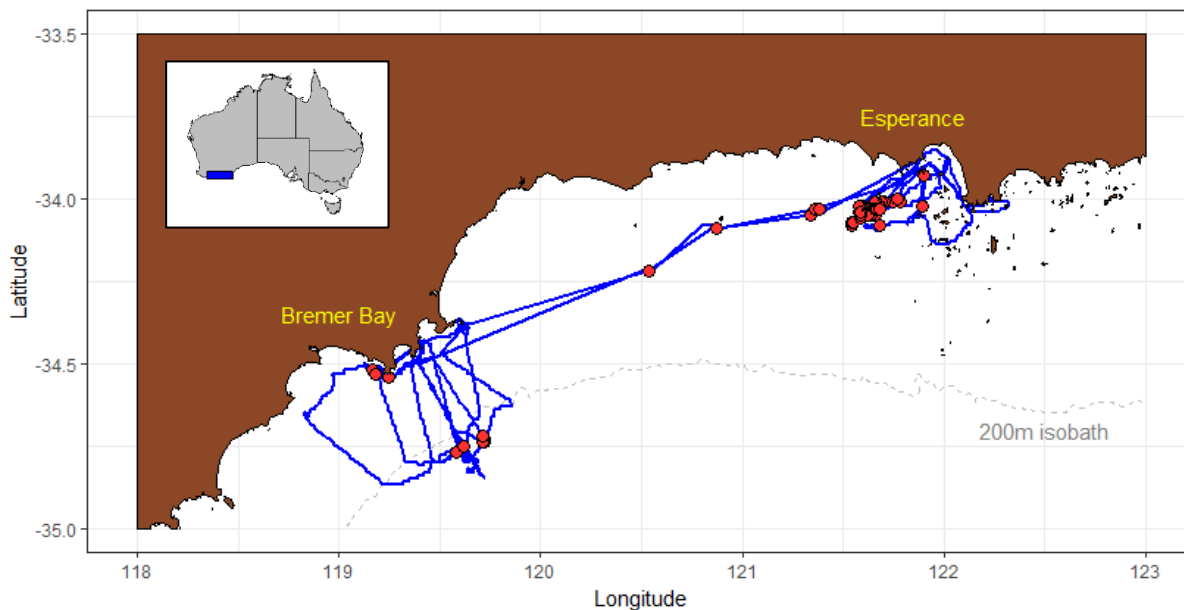 -33.5
Esperance
-34.0
Bremer Bay
-34.5
200m isobath
-35.0
Latitude
118 119 120 121 122 123
Longitude